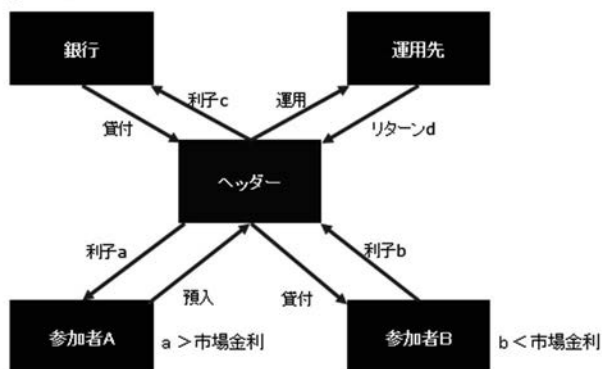 銀行
運用先
利子c
運用
貸付
リターンd
ヘッダー
利子a
利子b
預入
貸付
参加者A
a＞市場金利
参加者B
b＜市場金利